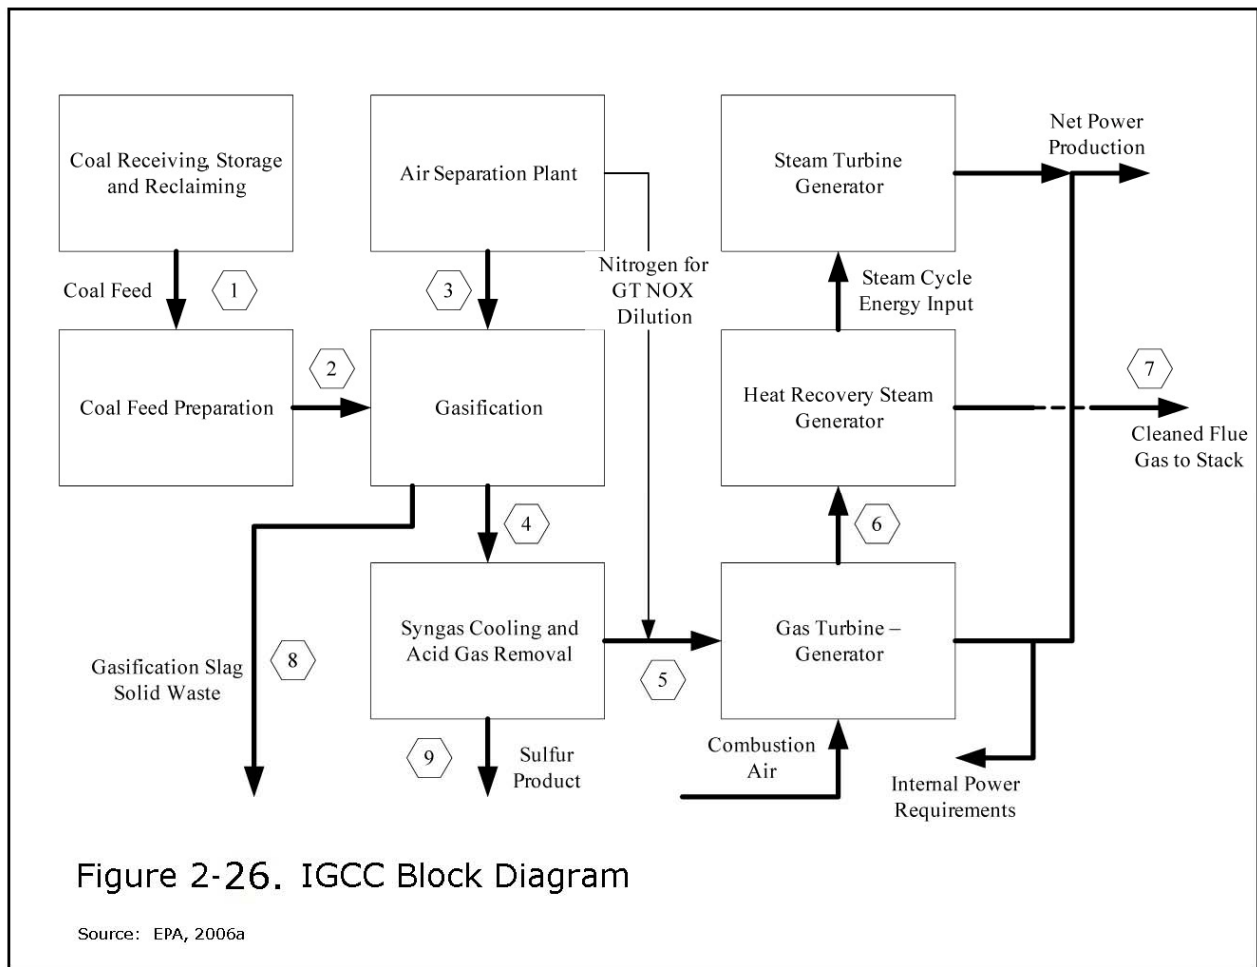 Coal Receiving, Storage
and Reclaiming
Air Separation Plant
Steam Turbine
Generator
Net Power
Production
Coal Feed
1
3
Nitrogen for
GT NOX
Dilution
Steam Cycle
Energy Input
Coal Feed Preparation
2
Gasification
Heat Recovery Steam
Generator
7
Cleaned Flue
Gas to Stack
4
6
Gasification Slag
Solid Waste
8
Syngas Cooling and
Acid Gas Removal
5
Gas Turbine –
Generator
9
Sulfur
Product
Combustion
Air
Internal Power
Requirements
Figure 2-26. IGCC Block Diagram
Source: EPA, 2006a